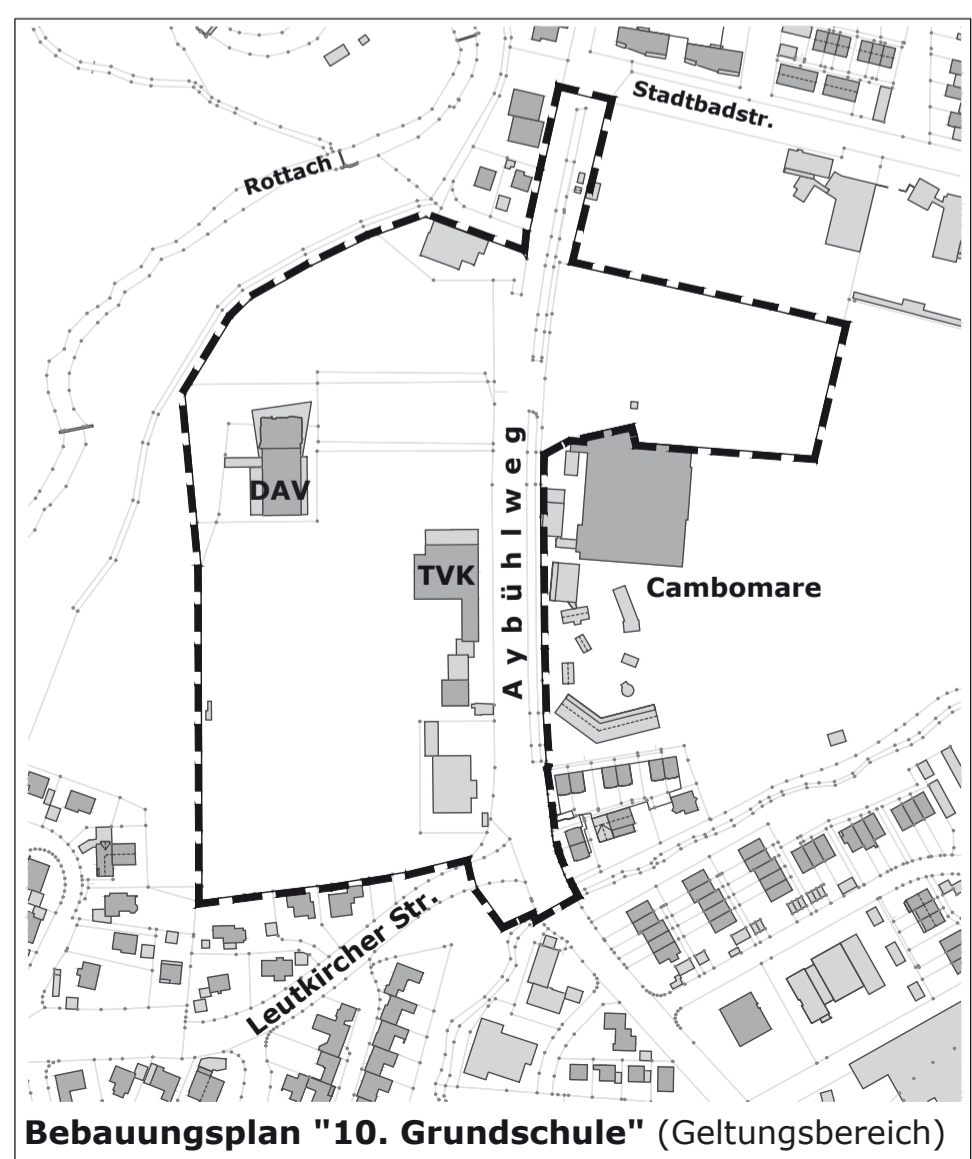 Stadtbadstr.
Rottach
DAV
TVK
Aybühlweg
Cambomare
Leutkircher Str.
Bebauungsplan "10. Grundschule" (Geltungsbereich)